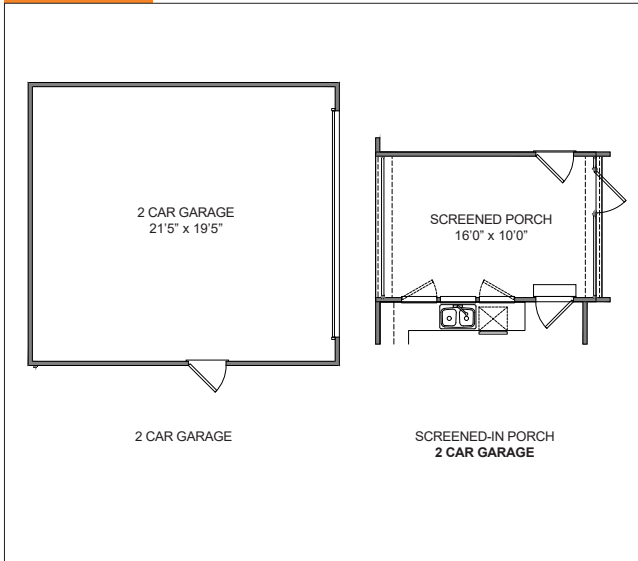 2 CAR GARAGE
21'5" x 19'5"
SCREENED PORCH
16'0" x 10'0"
2 CAR GARAGE
SCREENED-IN PORCH
2 CAR GARAGE